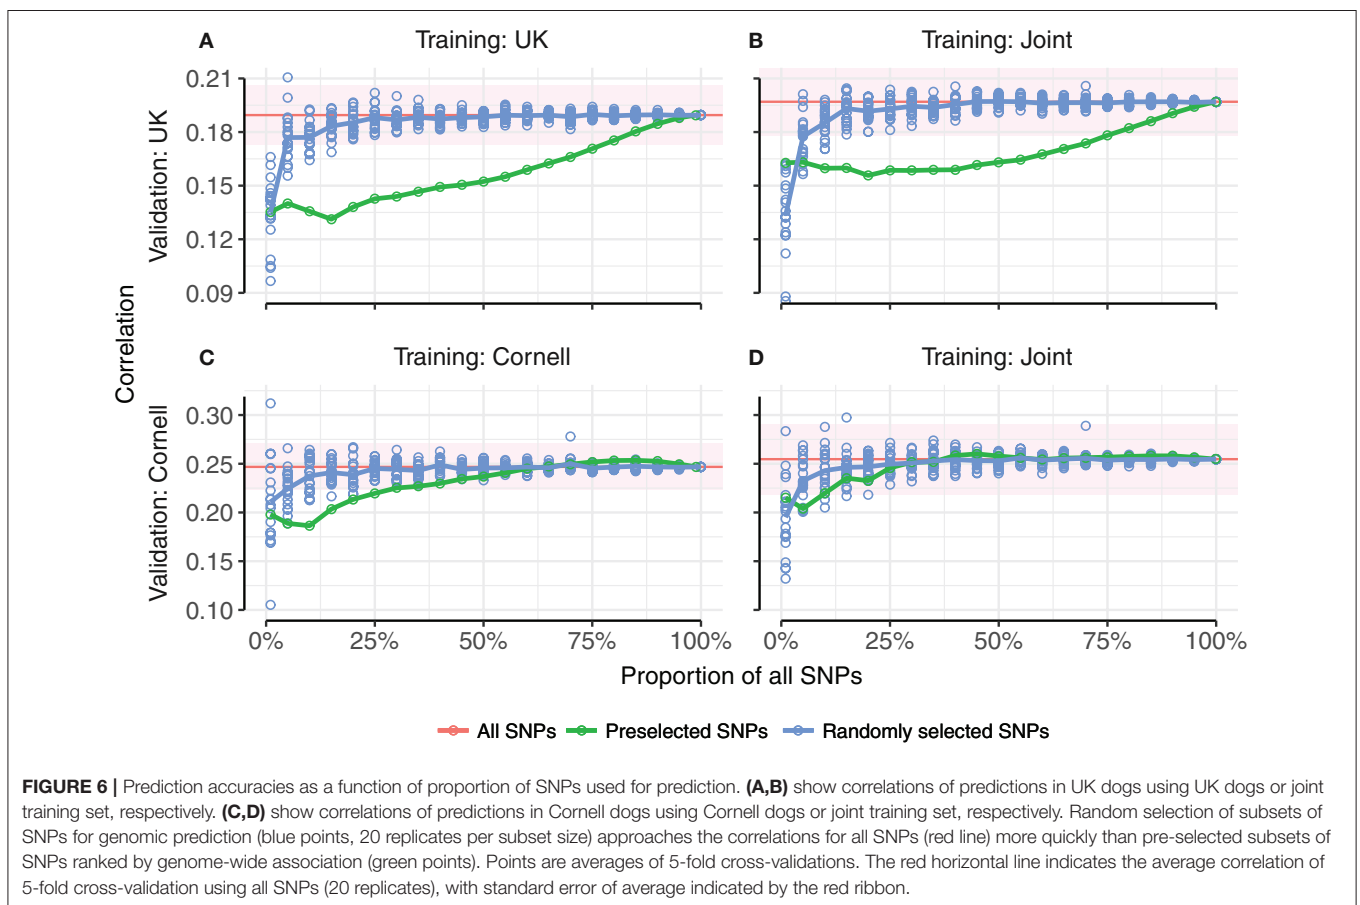 A Training: UK
B Training: Joint
0.21
0.18
0.15
0.12
0.09
Validation: UK
Correlation
C Training: Cornell
D Training: Joint
0.30
0.25
0.20
0.15
0.10
Validation: Cornell
0% 25% 50% 75% 100%
0% 25% 50% 75% 100%
Proportion of all SNPs
All SNPs Preselected SNPs Randomly selected SNPs
FIGURE 6 | Prediction accuracies as a function of proportion of SNPs used for prediction. (A,B) show correlations of predictions in UK dogs using UK dogs or joint
training set, respectively. (C,D) show correlations of predictions in Cornell dogs using Cornell dogs or joint training set, respectively. Random selection of subsets of
SNPs for genomic prediction (blue points, 20 replicates per subset size) approaches the correlations for all SNPs (red line) more quickly than pre-selected subsets of
SNPs ranked by genome-wide association (green points). Points are averages of 5-fold cross-validations. The red horizontal line indicates the average correlation of
5-fold cross-validation using all SNPs (20 replicates), with standard error of average indicated by the red ribbon.